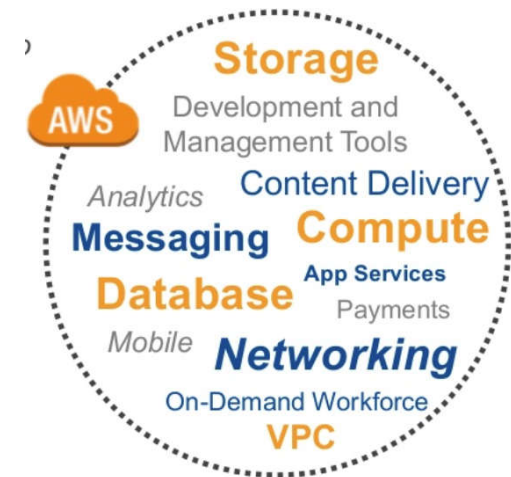 Storage
AWS
Development and
Management Tools
Content Delivery
Analytics
Messaging
Compute
App Services
Database
Payments
Mobile
Networking
On-Demand Workforce
VPC